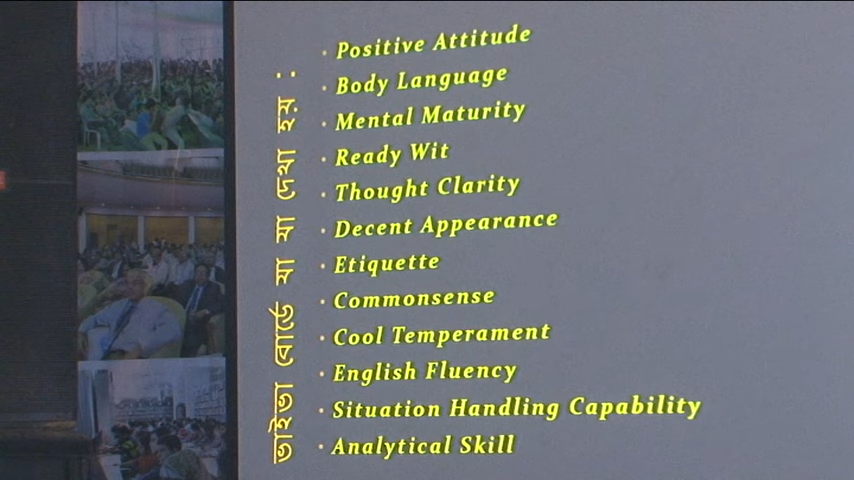 ভাইভা বোর্ডে যা যা দেখা হয় :
· Positive Attitude
· Body Language
· Mental Maturity
· Ready Wit
· Thought Clarity
· Decent Appearance
· Etiquette
· Commonsense
· Cool Temperament
· English Fluency
· Situation Handling Capability
· Analytical Skill